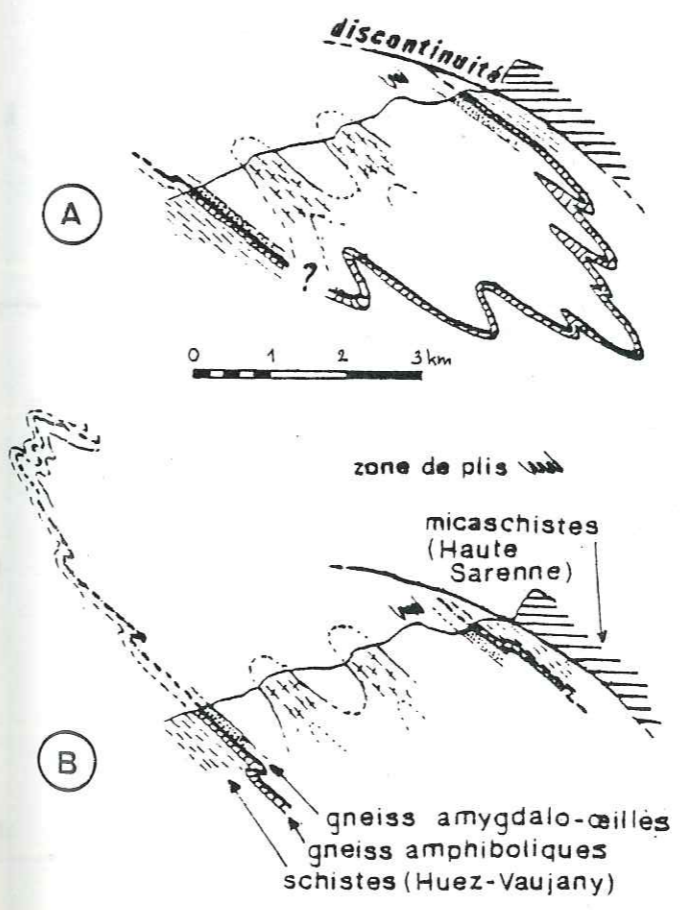 discontinuité
A
?
0 1 2 3 km
zone de plis
micaschistes
(Haute
Sarenne)
B
gneiss amygdalo-œillés
gneiss amphiboliques
schistes (Huez-Vaujany)